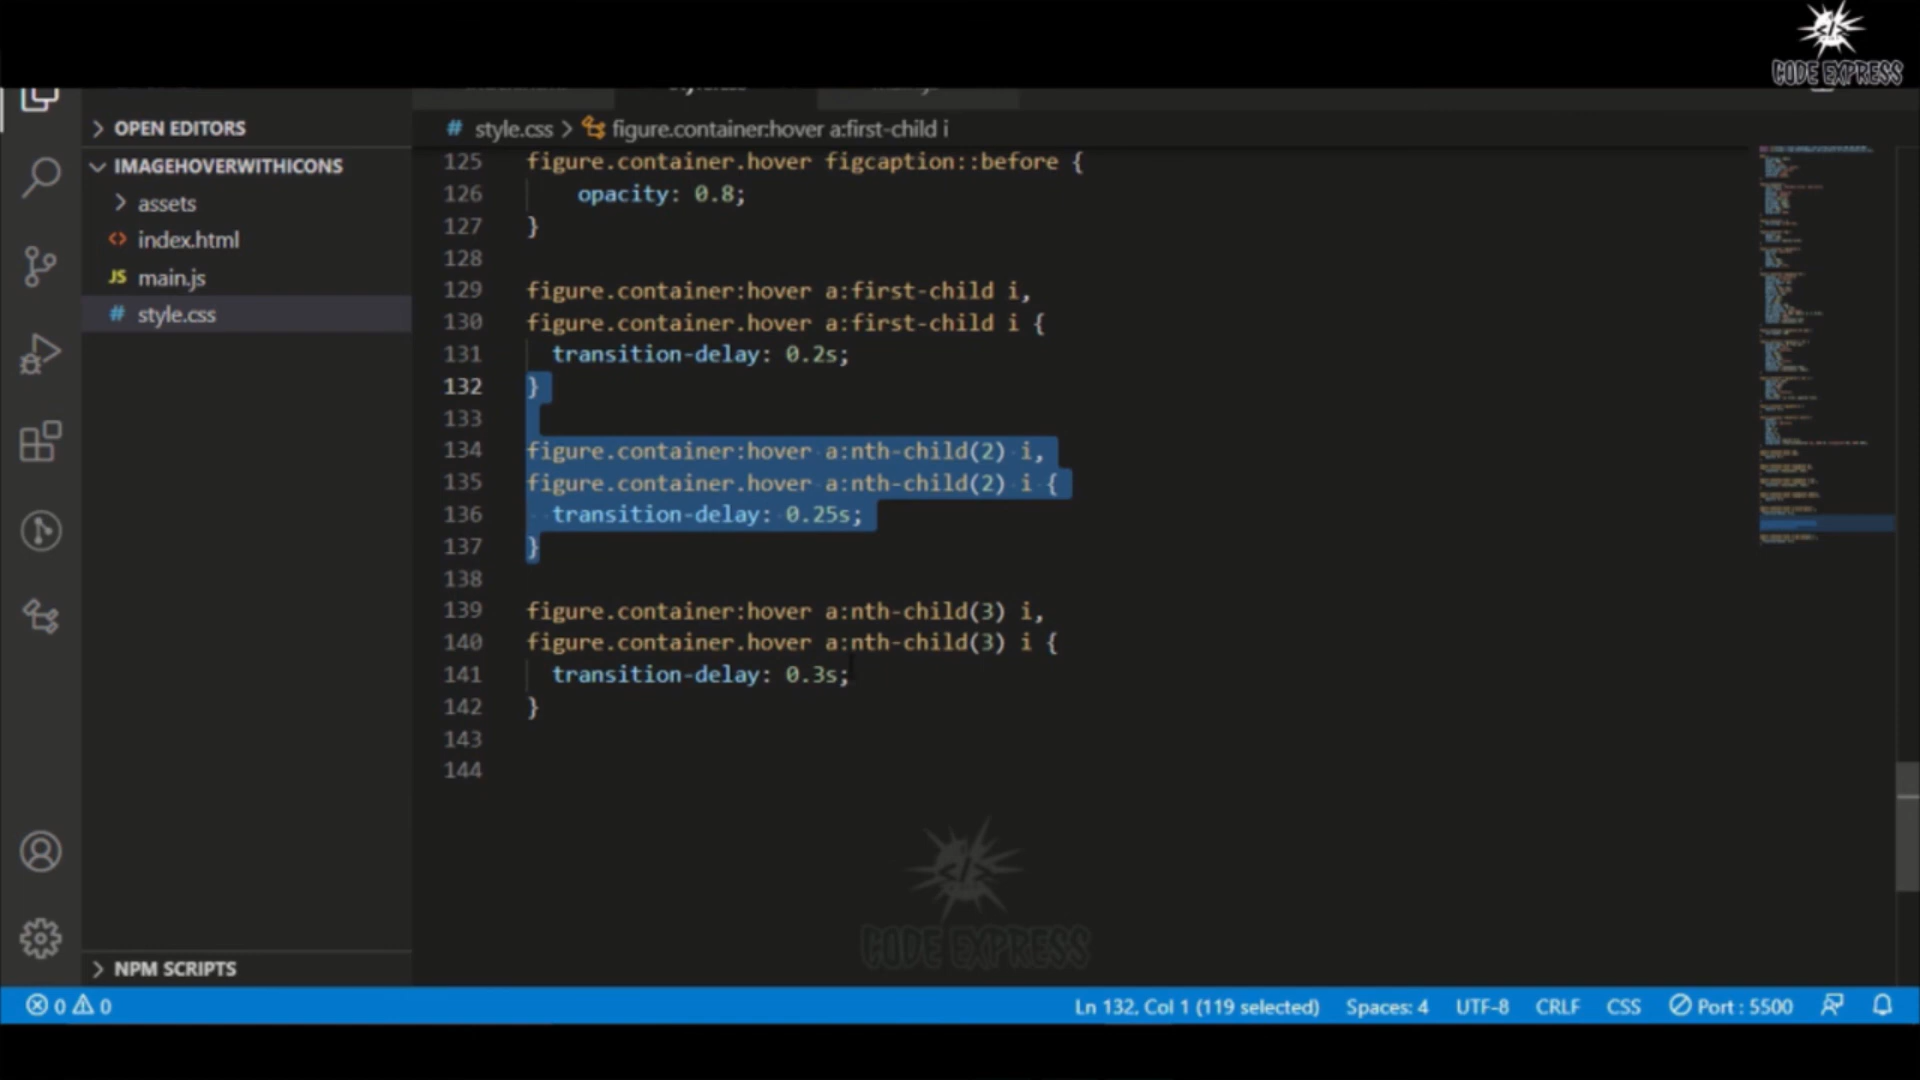 CODE EXPRESS
OPEN EDITORS
IMAGEHOVERWITHICONS
assets
<> index.html
JS main.js
# style.css
NPM SCRIPTS
# style.css > figure.container:hover a:first-child i
125 figure.container.hover figcaption::before {
126 opacity: 0.8;
127 }
128
129 figure.container:hover a:first-child i,
130 figure.container.hover a:first-child i {
131 transition-delay: 0.2s;
132 }
133
134 figure.container:hover a:nth-child(2) i,
135 figure.container.hover a:nth-child(2) i {
136 transition-delay: 0.25s;
137 }
138
139 figure.container:hover a:nth-child(3) i,
140 figure.container.hover a:nth-child(3) i {
141 transition-delay: 0.3s;
142 }
143
144
CODE EXPRESS
0 0 Ln 132, Col 1 (119 selected) Spaces: 4 UTF-8 CRLF CSS Port : 5500